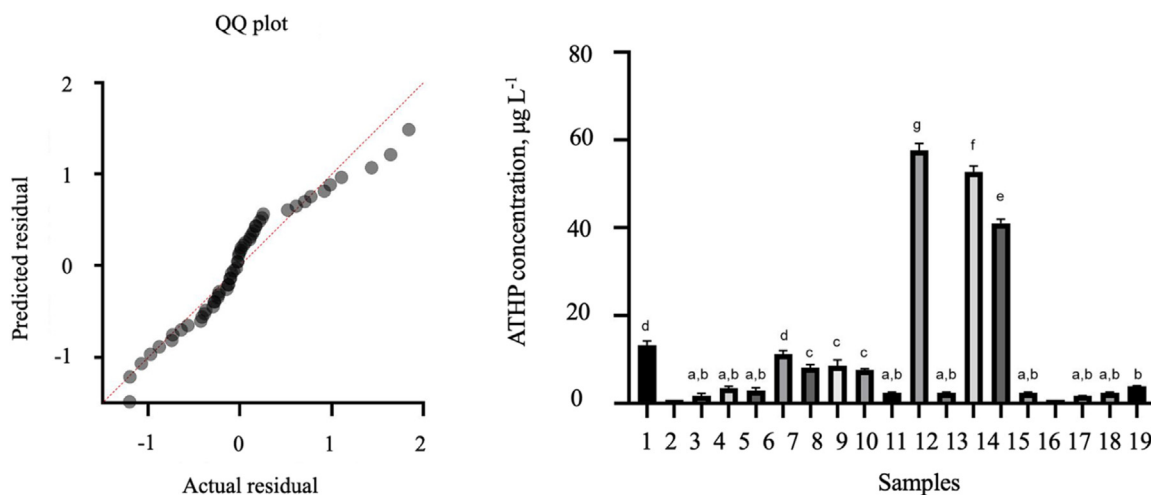 QQ plot
Predicted residual
2
1
0
-1
-1 0 1 2
Actual residual
ATHP concentration, µg L-1
80
60
40
20
0
d a,b a,b a,b d c c c a,b g a,b f e a,b a,b a,b b
1 2 3 4 5 6 7 8 9 10 11 12 13 14 15 16 17 18 19
Samples